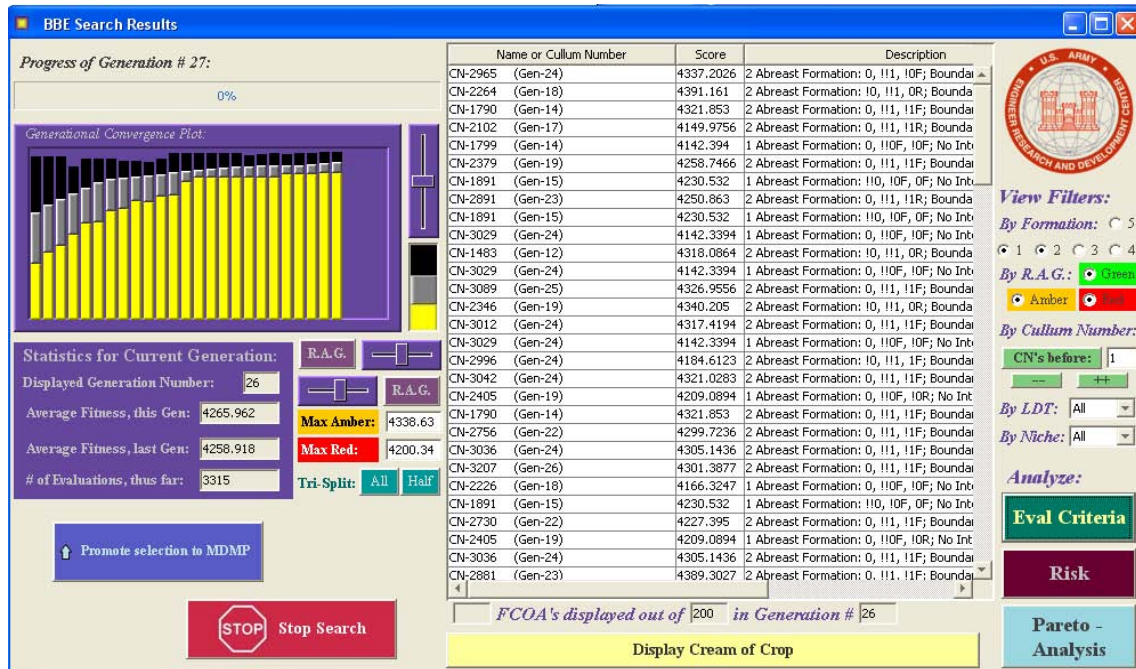 BBE Search Results
Progress of Generation # 27:
0%
Generational Convergence Plot:
Statistics for Current Generation:
Displayed Generation Number: 26
Average Fitness, this Gen: 4265.962
Average Fitness, last Gen: 4258.918
# of Evaluations, thus far: 3315
R.A.G.
R.A.G.
Max Amber: 4338.63
Max Red: 4200.34
Tri-Split: All Half
Promote selection to MDMP
STOP Stop Search
Name or Cullum Number Score Description
CN-2965 (Gen-24) 4337.2026 2 Abreast Formation: 0, !!1, !0F; Bounda
CN-2264 (Gen-18) 4391.161 2 Abreast Formation: !0, !!1, 0R; Bounda
CN-1790 (Gen-14) 4321.853 2 Abreast Formation: 0, !!1, !1F; Boundar
CN-2102 (Gen-17) 4149.9756 2 Abreast Formation: 0, !!1, !1R; Bounda
CN-1799 (Gen-14) 4142.394 1 Abreast Formation: 0, !!0F, !0F; No Int
CN-2379 (Gen-19) 4258.7466 2 Abreast Formation: 0, !!1, !1F; Boundar
CN-1891 (Gen-15) 4230.532 1 Abreast Formation: !!0, !0F, 0F; No Int
CN-2891 (Gen-23) 4250.863 2 Abreast Formation: 0, !!1, !1R; Bounda
CN-1891 (Gen-15) 4230.532 1 Abreast Formation: !!0, !0F, 0F; No Int
CN-3029 (Gen-24) 4142.3394 1 Abreast Formation: 0, !!0F, !0F; No Int
CN-1483 (Gen-12) 4318.0864 2 Abreast Formation: !0, !!1, 0R; Bounda
CN-3029 (Gen-24) 4142.3394 1 Abreast Formation: 0, !!0F, !0F; No Int
CN-3089 (Gen-25) 4326.9556 2 Abreast Formation: 0, !!1, !1F; Boundar
CN-2346 (Gen-19) 4340.205 2 Abreast Formation: !0, !!1, 0R; Bounda
CN-3012 (Gen-24) 4317.4194 2 Abreast Formation: 0, !!1, !1F; Boundar
CN-3029 (Gen-24) 4142.3394 1 Abreast Formation: 0, !!0F, !0F; No Int
CN-2996 (Gen-24) 4184.6123 2 Abreast Formation: !0, !!1, 1F; Boundar
CN-3042 (Gen-24) 4321.0283 2 Abreast Formation: 0, !!1, !1F; Boundar
CN-2405 (Gen-19) 4209.0894 1 Abreast Formation: 0, !!0F, !0R; No Int
CN-1790 (Gen-14) 4321.853 2 Abreast Formation: 0, !!1, !1F; Boundar
CN-2756 (Gen-22) 4299.7236 2 Abreast Formation: 0, !!1, !1F; Boundar
CN-3036 (Gen-24) 4305.1436 2 Abreast Formation: 0, !!1, !1F; Boundar
CN-3207 (Gen-26) 4301.3877 2 Abreast Formation: 0, !!1, !1F; Boundar
CN-2226 (Gen-18) 4166.3247 1 Abreast Formation: 0, !!0F, !0F; No Int
CN-1891 (Gen-15) 4230.532 1 Abreast Formation: !!0, !0F, 0F; No Int
CN-2730 (Gen-22) 4227.395 2 Abreast Formation: 0, !!1, !1F; Boundar
CN-2405 (Gen-19) 4209.0894 1 Abreast Formation: 0, !!0F, !0R; No Int
CN-3036 (Gen-24) 4305.1436 2 Abreast Formation: 0, !!1, !1F; Boundar
CN-2881 (Gen-23) 4389.3027 2 Abreast Formation: 0, !!1, !1F; Boundar
FCOA's displayed out of 200 in Generation # 26
Display Cream of Crop
U.S. ARMY
ENGINEER RESEARCH AND DEVELOPMENT CENTER
View Filters:
By Formation: 5
1 2 3 4
By R.A.G.: Green
Amber Red
By Cullum Number:
CN's before: 1
-- ++
By LDT: All
By Niche: All
Analyze:
Eval Criteria
Risk
Pareto -
Analysis